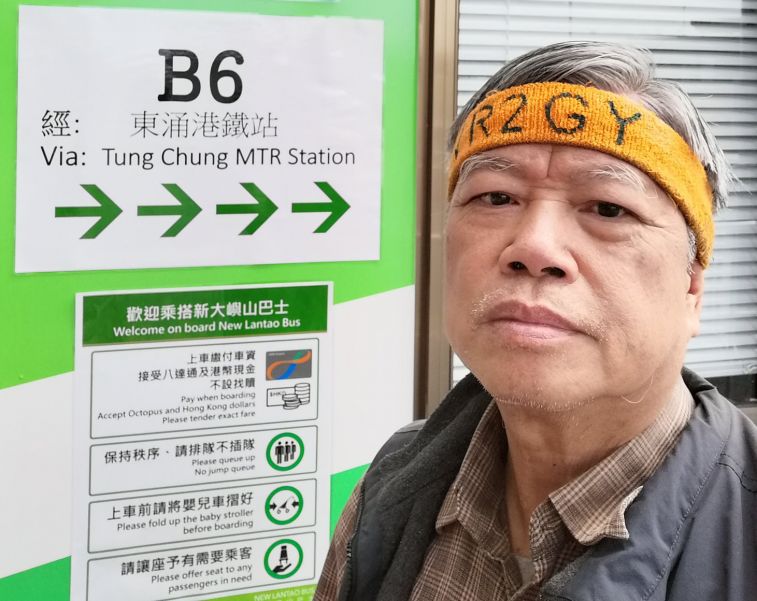 B6
經: 東涌港鐵站
Via: Tung Chung MTR Station
歡迎乘搭新大嶼山巴士
Welcome on board New Lantao Bus
上車繳付車資
接受八達通及港幣現金
不設找贖
Pay when boarding
Accept Octopus and Hong Kong dollars
Please tender exact fare
保持秩序、請排隊不插隊
Please queue up
No jump queue
上車前請將嬰兒車摺好
Please fold up the baby stroller
before boarding
請讓座予有需要乘客
Please offer seat to any
passengers in need
NEW LANTAO BUS
R2GY